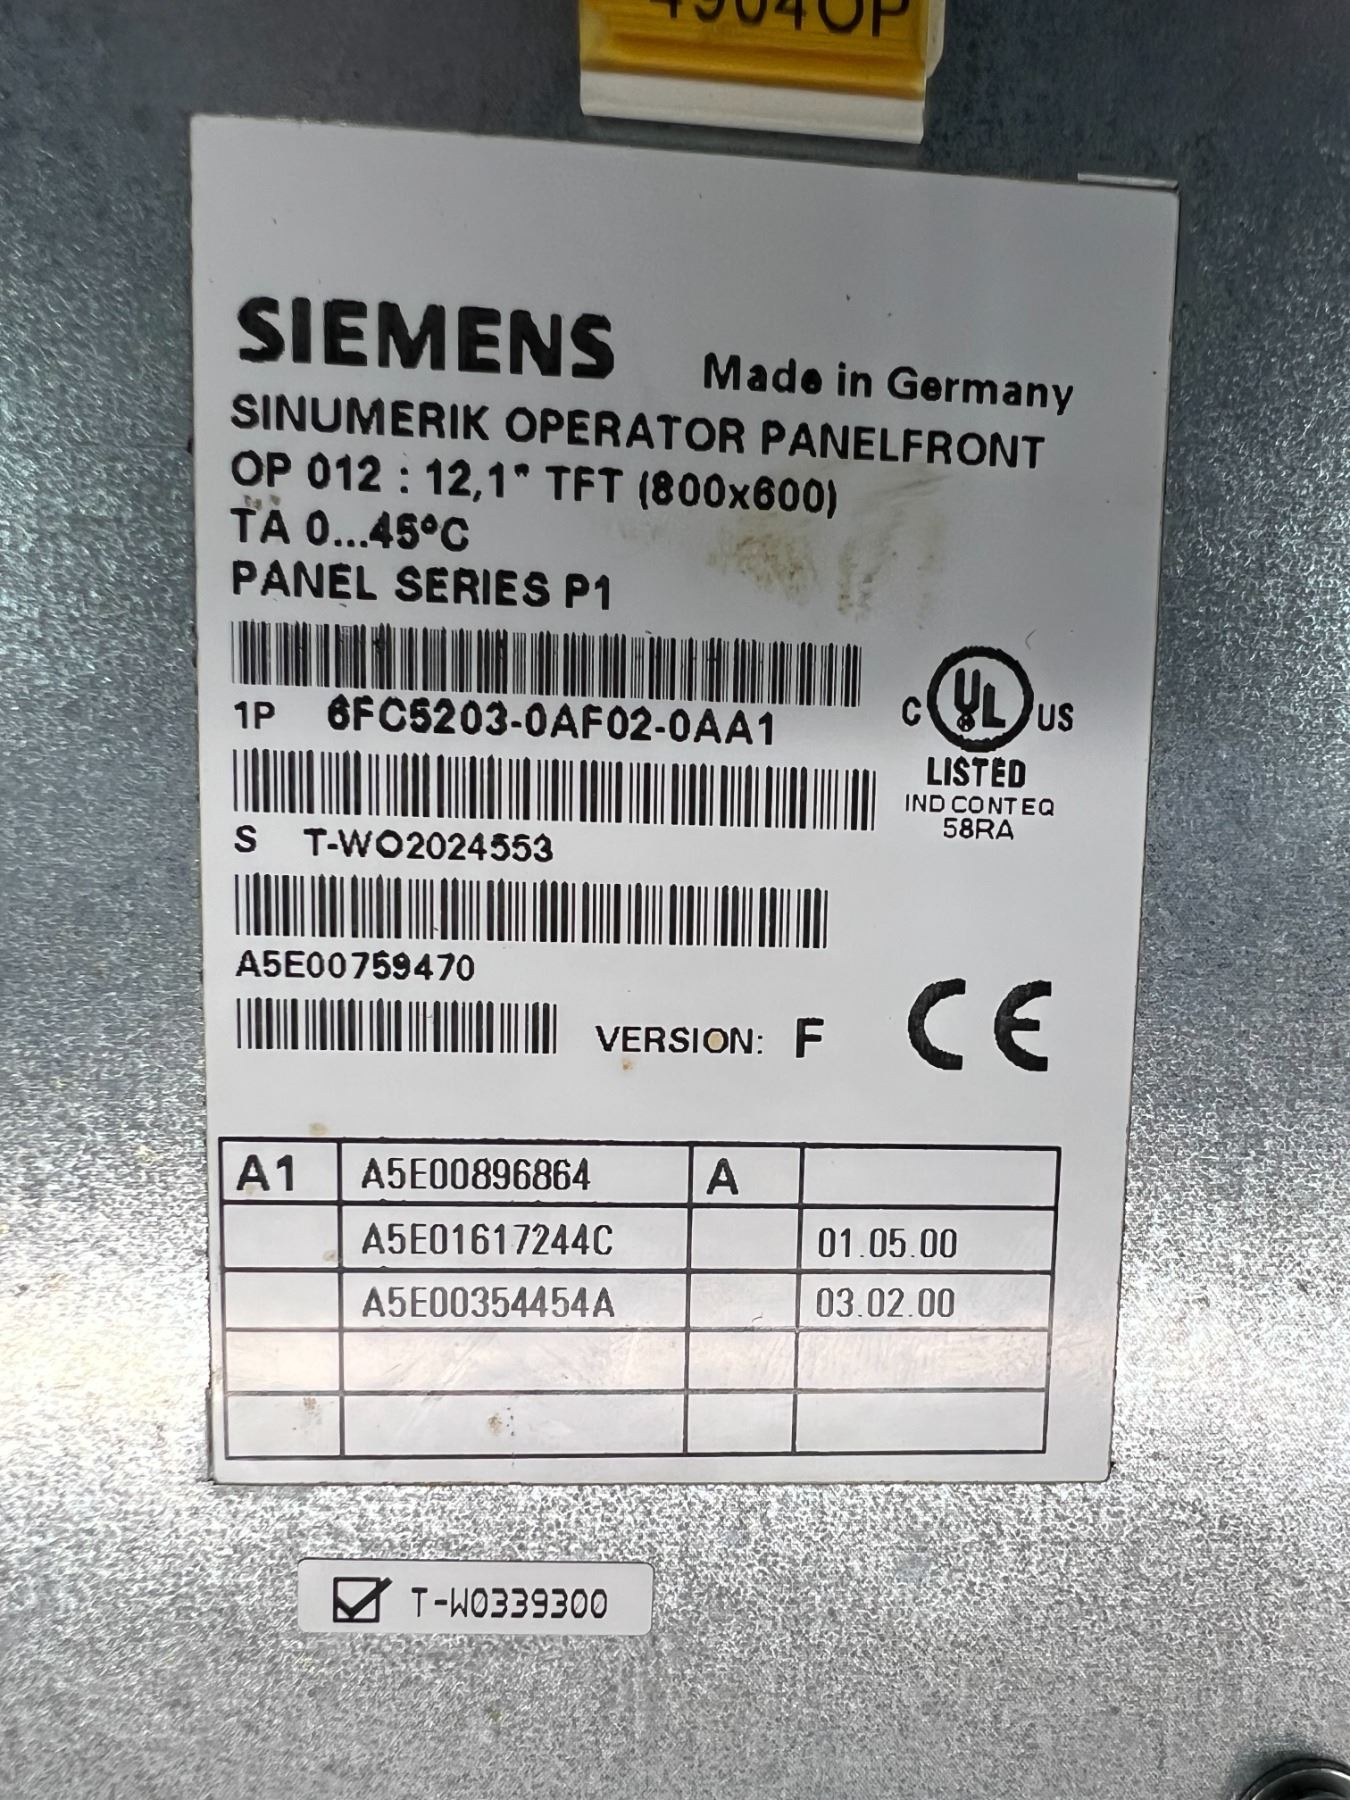 4904OP
SIEMENS
Made in Germany
SINUMERIK OPERATOR PANELFRONT
OP 012 : 12,1" TFT (800x600)
TA 0...45°C
PANEL SERIES P1
1P 6FC5203-0AF02-0AA1
C UL US
LISTED
IND CONT EQ
58RA
S T-WO2024553
A5E00759470
VERSION: F
CE
A1 A5E00896864 A
A5E01617244C 01.05.00
A5E00354454A 03.02.00
T-W0339300